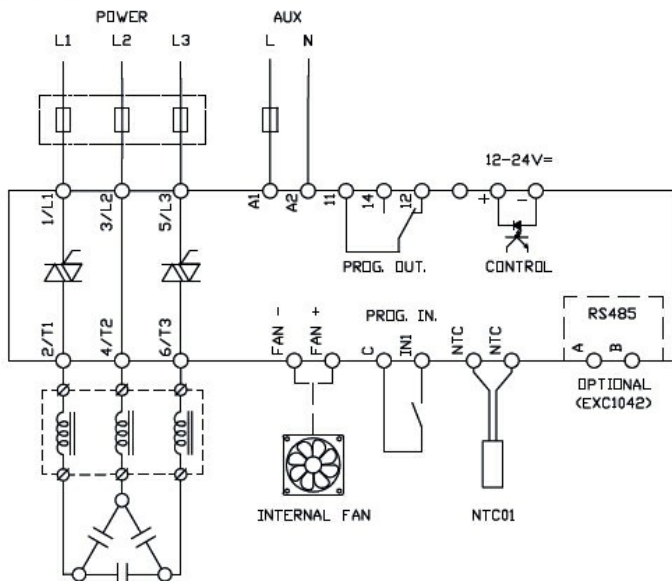 POWER
AUX
L1
L2
L3
L
N
12-24V=
1/L1
3/L2
5/L3
A1
A2
11
14
12
+
-
PROG. OUT.
CONTROL
2/T1
4/T2
6/T3
FAN -
FAN +
PROG. IN.
C
IN1
NTC
NTC
RS485
A
B
OPTIONAL
(EXC1042)
INTERNAL FAN
NTC01